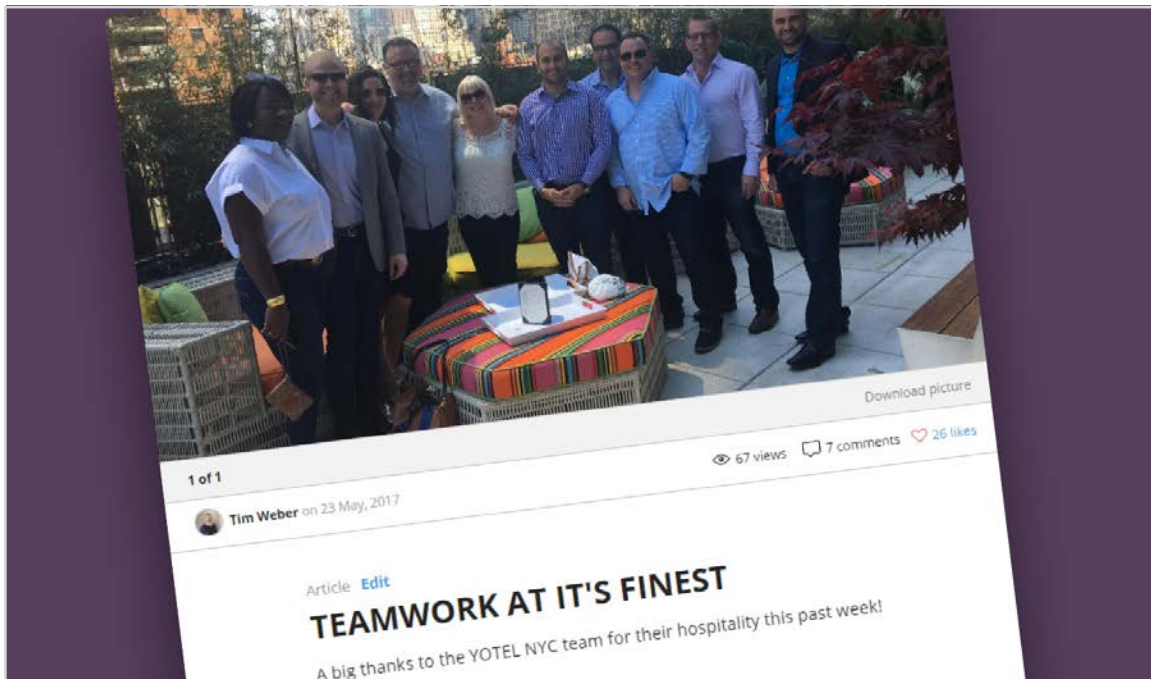 Download picture
1 of 1
67 views 7 comments 26 likes
Tim Weber on 23 May, 2017
Article Edit
TEAMWORK AT IT'S FINEST
A big thanks to the YOTEL NYC team for their hospitality this past week!